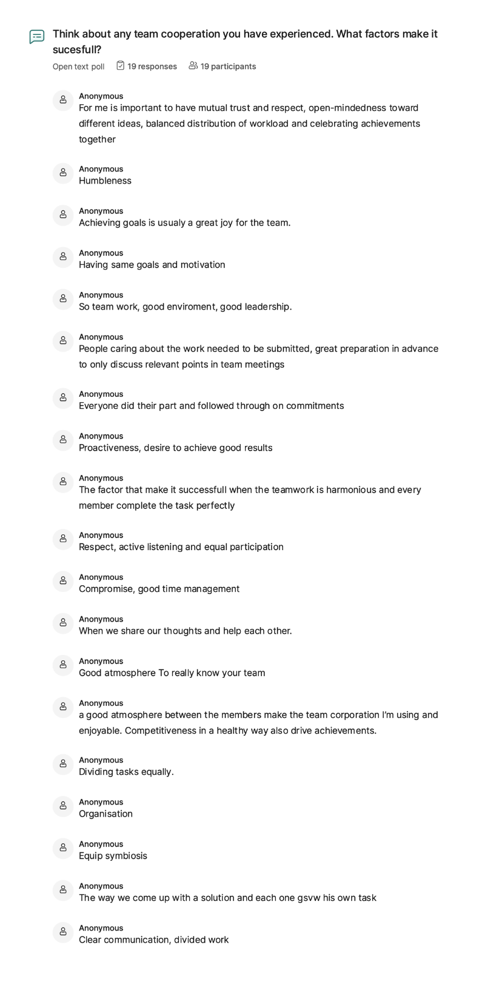 Think about any team cooperation you have experienced. What factors make it
sucesfull?
Open text poll 19 responses 19 participants
Anonymous
For me is important to have mutual trust and respect, open-mindedness toward
different ideas, balanced distribution of workload and celebrating achievements
together
Anonymous
Humbleness
Anonymous
Achieving goals is usualy a great joy for the team.
Anonymous
Having same goals and motivation
Anonymous
So team work, good enviroment, good leadership.
Anonymous
People caring about the work needed to be submitted, great preparation in advance
to only discuss relevant points in team meetings
Anonymous
Everyone did their part and followed through on commitments
Anonymous
Proactiveness, desire to achieve good results
Anonymous
The factor that make it successfull when the teamwork is harmonious and every
member complete the task perfectly
Anonymous
Respect, active listening and equal participation
Anonymous
Compromise, good time management
Anonymous
When we share our thoughts and help each other.
Anonymous
Good atmosphere To really know your team
Anonymous
a good atmosphere between the members make the team corporation I'm using and
enjoyable. Competitiveness in a healthy way also drive achievements.
Anonymous
Dividing tasks equally.
Anonymous
Organisation
Anonymous
Equip symbiosis
Anonymous
The way we come up with a solution and each one gsvw his own task
Anonymous
Clear communication, divided work